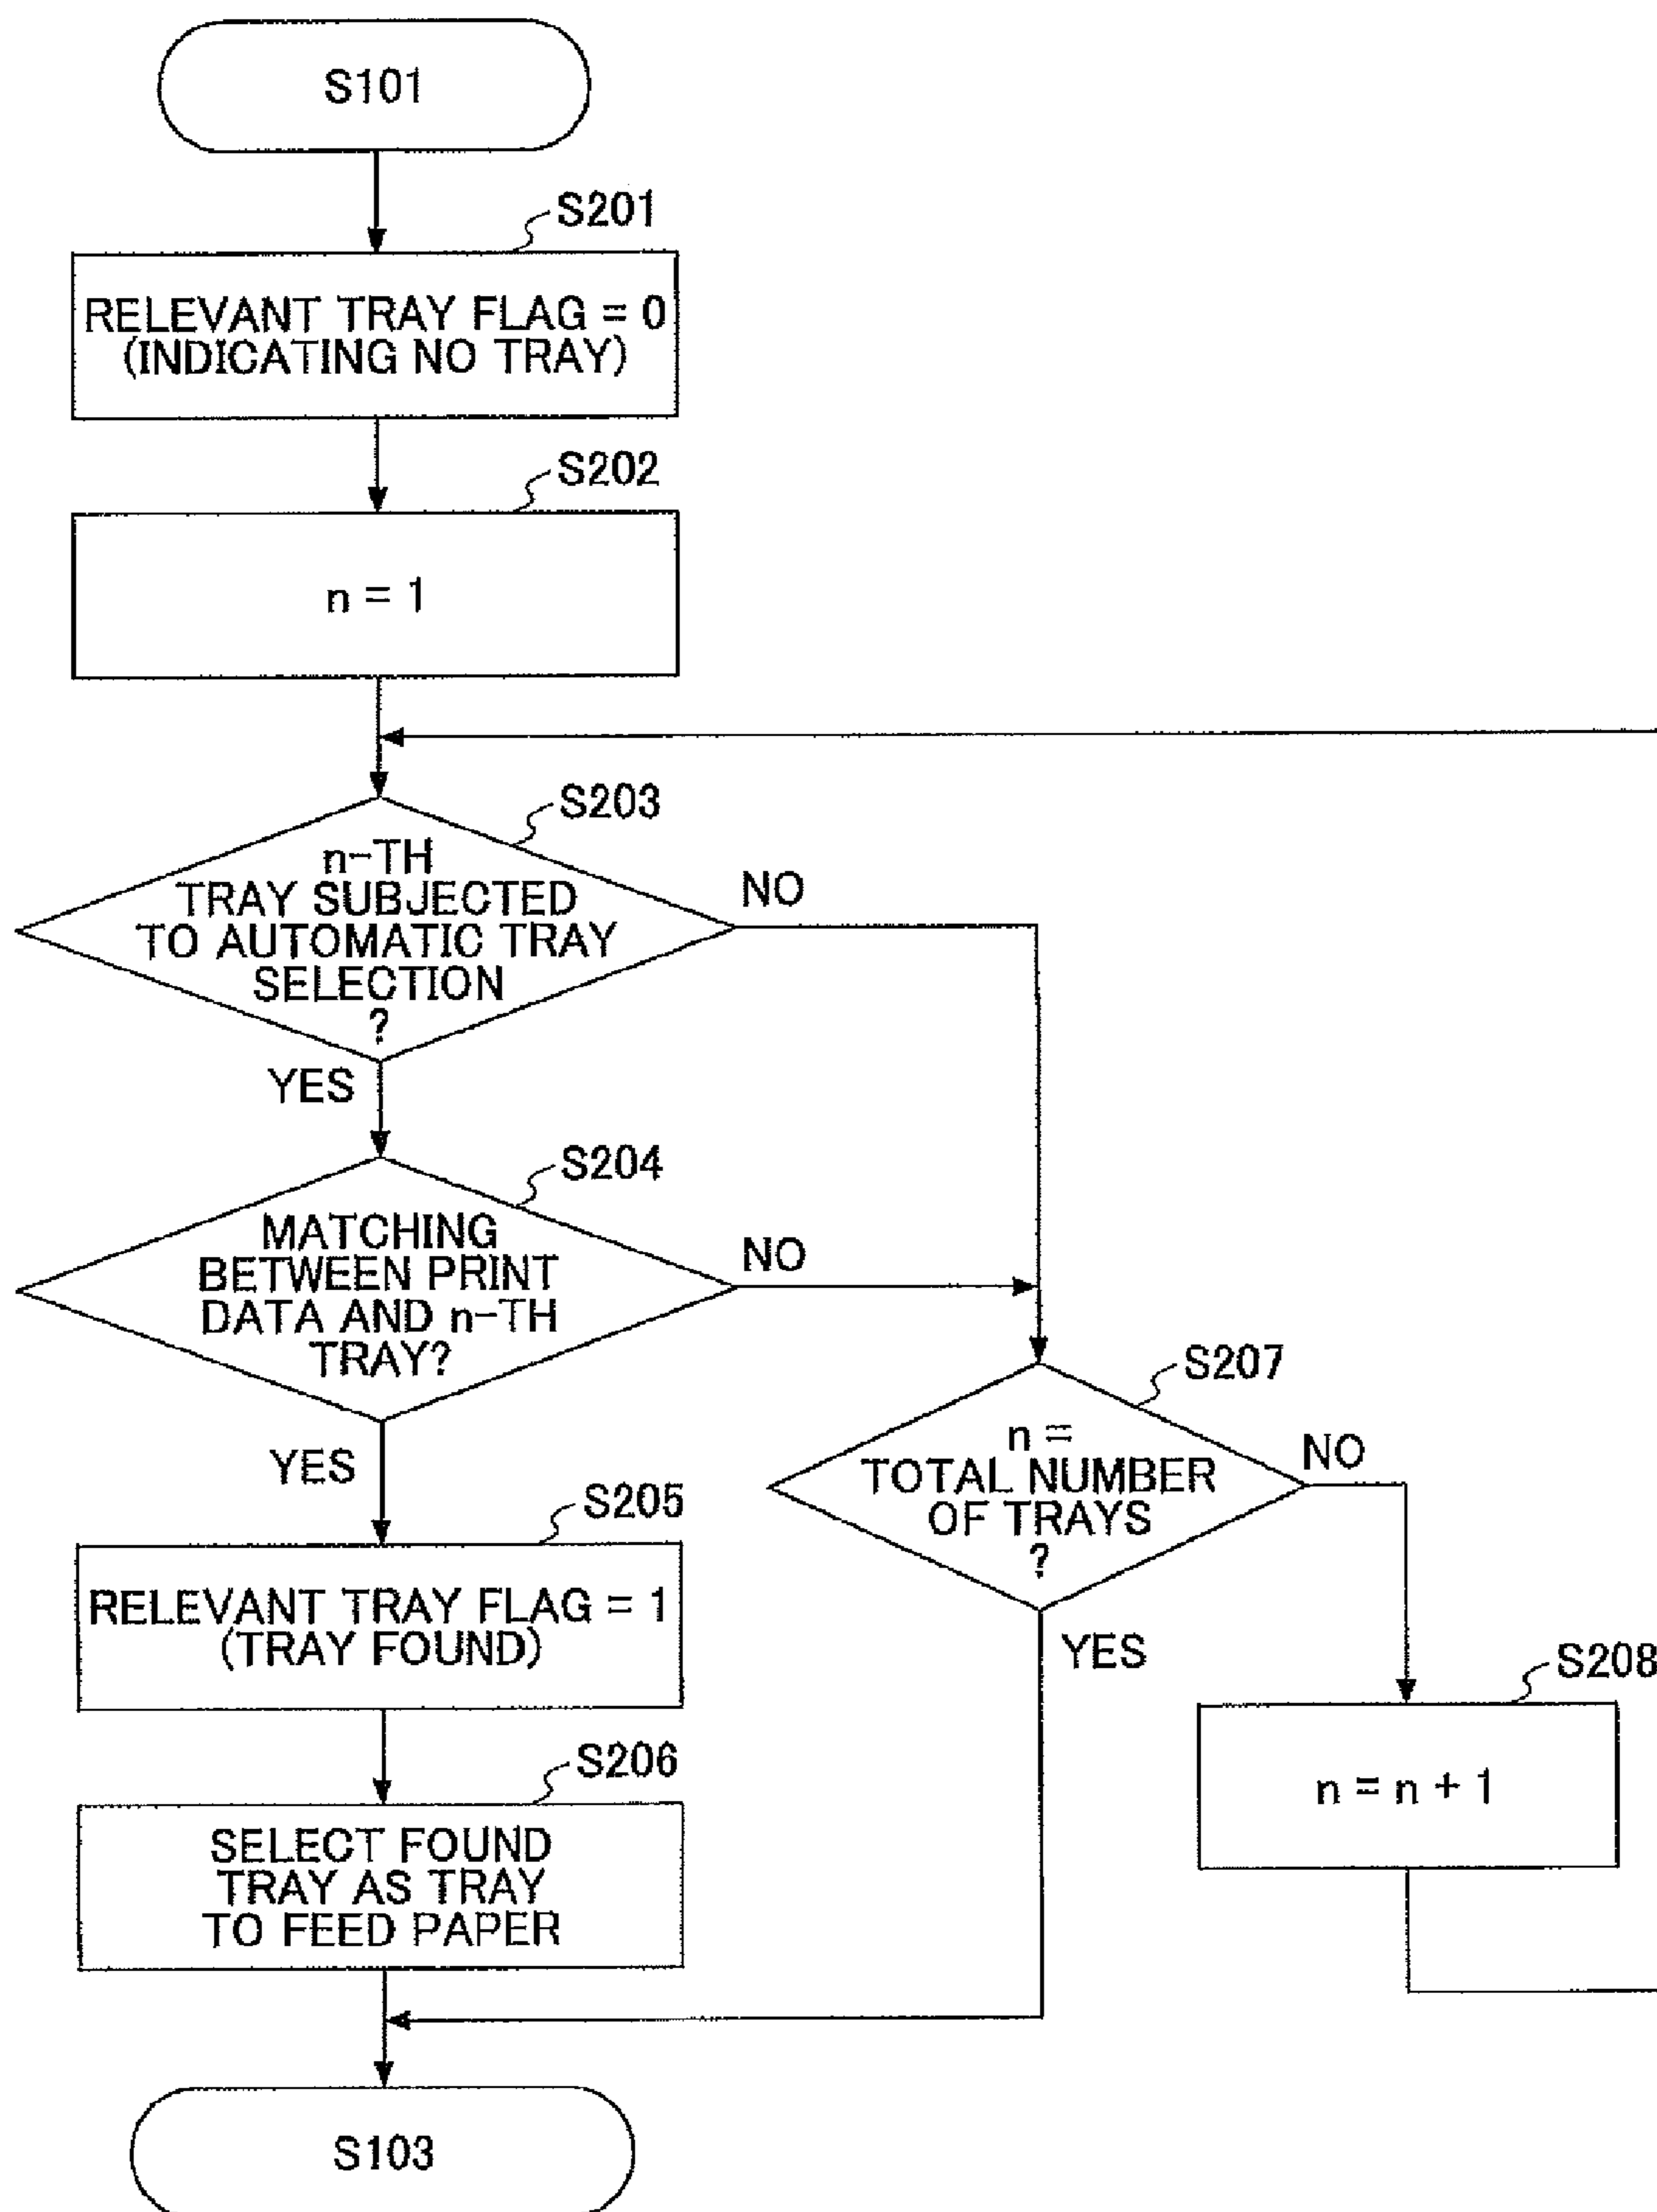 S101
S201
RELEVANT TRAY FLAG = 0
(INDICATING NO TRAY)
S202
n = 1
S203
n-TH
TRAY SUBJECTED
TO AUTOMATIC TRAY
SELECTION
?
NO
YES
S204
MATCHING
BETWEEN PRINT
DATA AND n-TH
TRAY?
NO
YES
S207
n =
TOTAL NUMBER
OF TRAYS
?
NO
YES
S205
RELEVANT TRAY FLAG = 1
(TRAY FOUND)
S208
n = n + 1
S206
SELECT FOUND
TRAY AS TRAY
TO FEED PAPER
S103